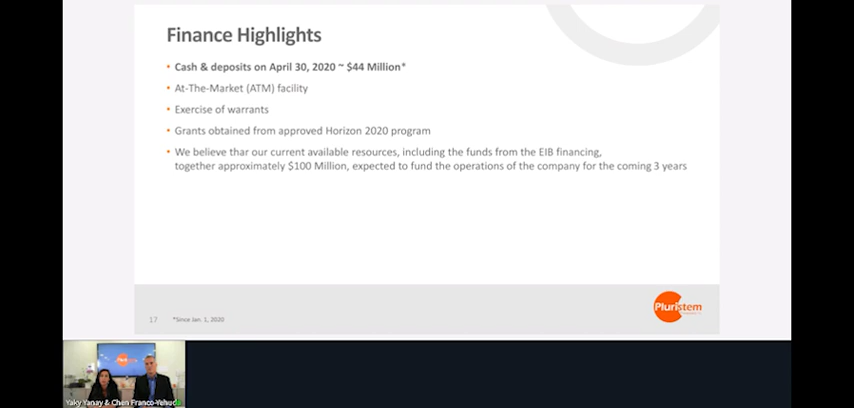 Finance Highlights
• Cash & deposits on April 30, 2020 ~ $44 Million*
• At-The-Market (ATM) facility
• Exercise of warrants
• Grants obtained from approved Horizon 2020 program
• We believe thar our current available resources, including the funds from the EIB financing,
together approximately $100 Million, expected to fund the operations of the company for the coming 3 years
17 *Since Jan. 1, 2020
Pluristem
Yaky Yanay & Chen Franco-Yehuda